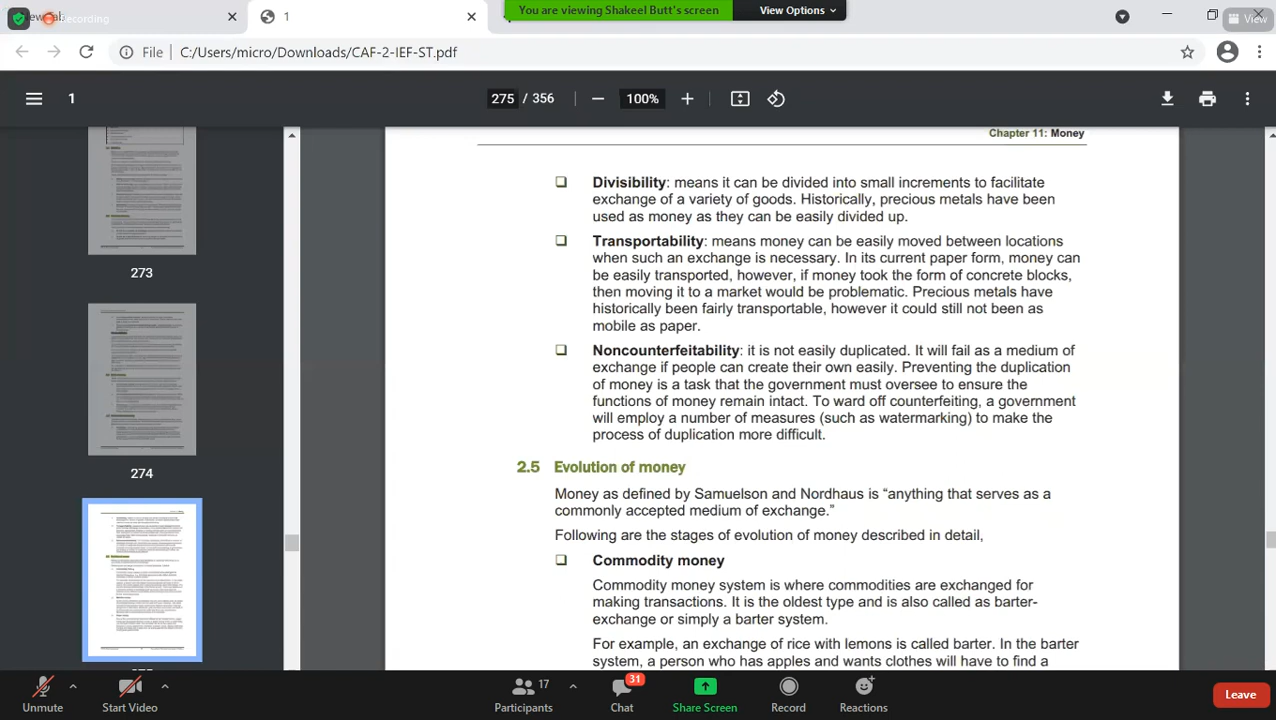 Recording
1
You are viewing Shakeel Butt's screen
View Options
View
File
C:/Users/micro/Downloads/CAF-2-IEF-ST.pdf
1
275 / 356
100%
Chapter 11: Money
273
274
Divisibility: means it can be divided into small increments to facilitate
exchange of a variety of goods. Historically, precious metals have been
used as money as they can be easily divided up.
Transportability: means money can be easily moved between locations
when such an exchange is necessary. In its current paper form, money can
be easily transported, however, if money took the form of concrete blocks,
then moving it to a market would be problematic. Precious metals have
historically been fairly transportable, however it could still not been as
mobile as paper.
Noncounterfeitability: it is not easily duplicated. It will fail as a medium of
exchange if people can create their own easily. Preventing the duplication
of money is a task that the government must oversee to ensure the
functions of money remain intact. To ward off counterfeiting, a government
will employ a number of measures (such as watermarking) to make the
process of duplication more difficult.
2.5 Evolution of money
Money as defined by Samuelson and Nordhaus is “anything that serves as a
commonly accepted medium of exchange.”
Following are the stages of evolution of money described in detail.
Commodity money
Commodity money system is where commodities are exchanged for
making transactions. It is the oldest type and is also called as barter-
exchange or simply a barter system.
For example, an exchange of rice with lemons is called barter. In the barter
system, a person who has apples and wants clothes will have to find a
Unmute
Start Video
17
Participants
31
Chat
Share Screen
Record
Reactions
Leave